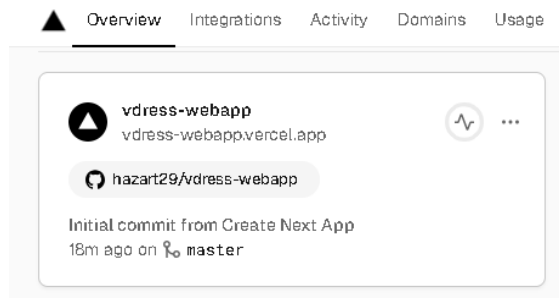 Overview Integrations Activity Domains Usage
vdress-webapp
vdress-webapp.vercel.app
hazart29/vdress-webapp
Initial commit from Create Next App
18m ago on master